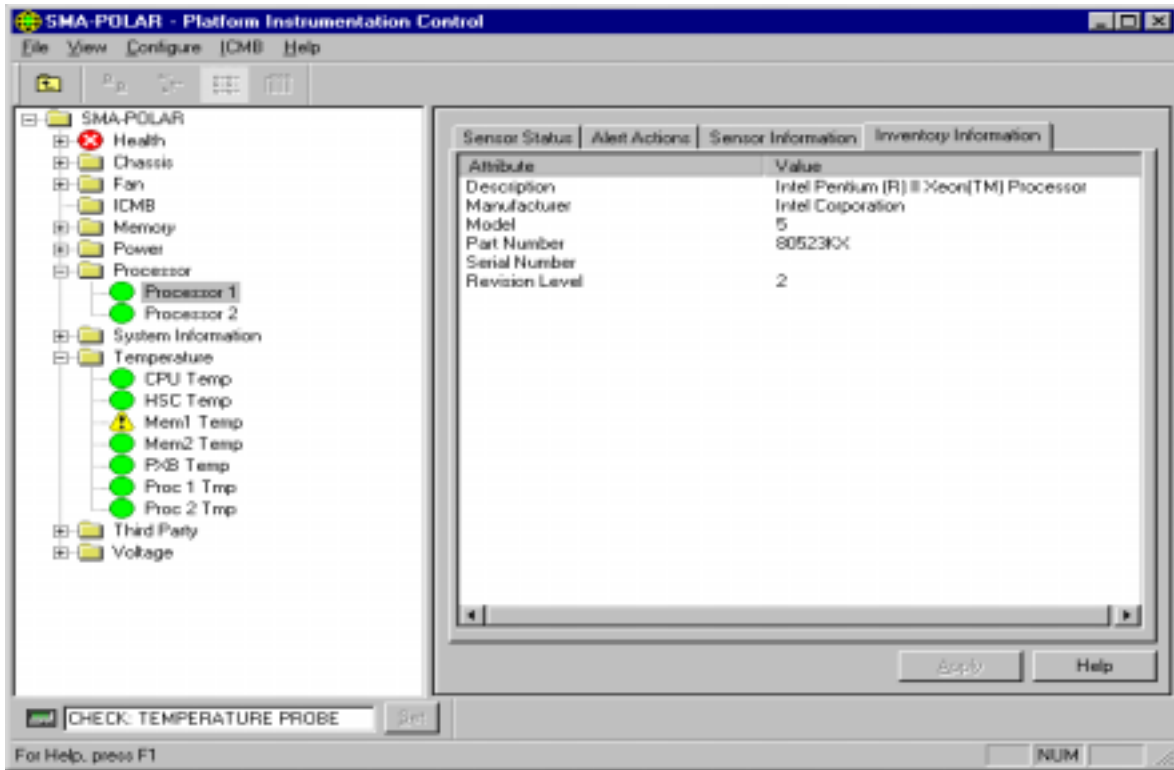 SMA-POLAR - Platform Instrumentation Control
File View Configure ICMB Help
SMA-POLAR
Health
Chassis
Fan
ICMB
Memory
Power
Processor
Processor 1
Processor 2
System Information
Temperature
CPU Temp
HSC Temp
Mem1 Temp
Mem2 Temp
PXB Temp
Proc 1 Tmp
Proc 2 Tmp
Third Party
Voltage
Sensor Status Alert Actions Sensor Information Inventory Information
Attribute Value
Description Intel Pentium (R) II Xeon(TM) Processor
Manufacturer Intel Corporation
Model 5
Part Number 80523KX
Serial Number
Revision Level 2
Apply Help
CHECK: TEMPERATURE PROBE Set
For Help, press F1 NUM